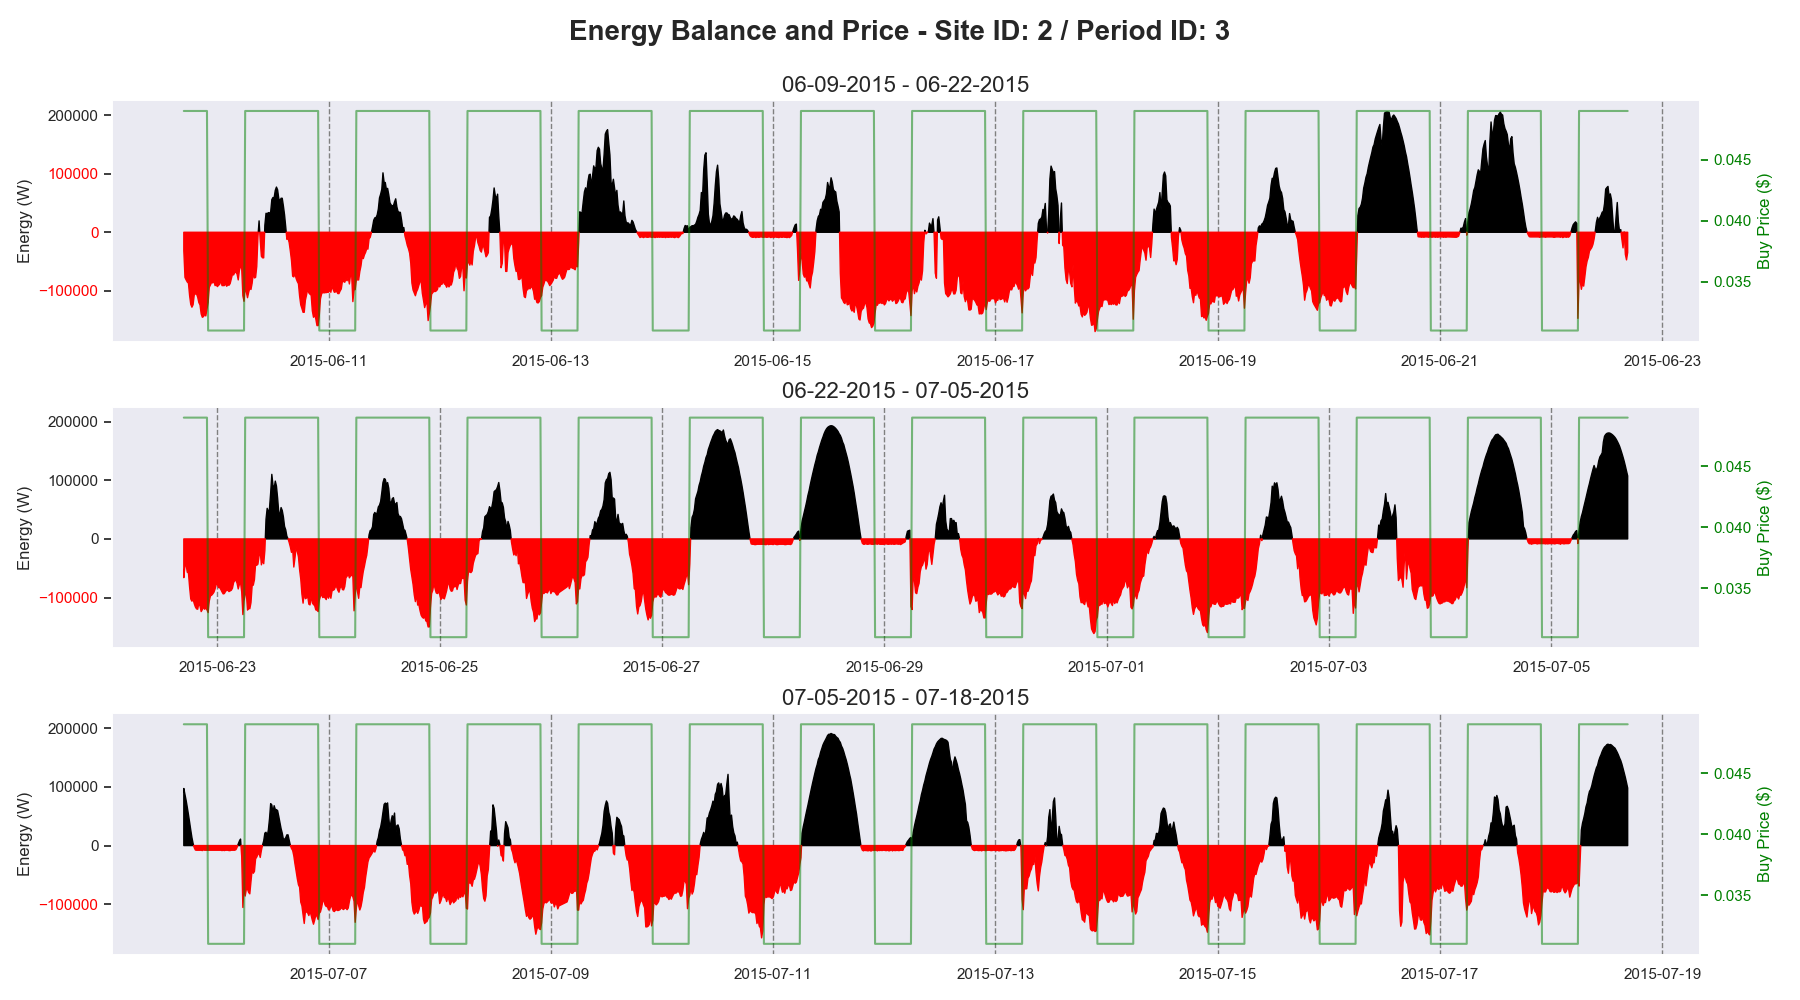 Energy Balance and Price - Site ID: 2 / Period ID: 3
06-09-2015 - 06-22-2015
200000
100000
0
−100000
Energy (W)
0.045
0.040
0.035
Buy Price ($)
2015-06-11 2015-06-13 2015-06-15 2015-06-17 2015-06-19 2015-06-21 2015-06-23
06-22-2015 - 07-05-2015
200000
100000
0
−100000
Energy (W)
0.045
0.040
0.035
Buy Price ($)
2015-06-23 2015-06-25 2015-06-27 2015-06-29 2015-07-01 2015-07-03 2015-07-05
07-05-2015 - 07-18-2015
200000
100000
0
−100000
Energy (W)
0.045
0.040
0.035
Buy Price ($)
2015-07-07 2015-07-09 2015-07-11 2015-07-13 2015-07-15 2015-07-17 2015-07-19